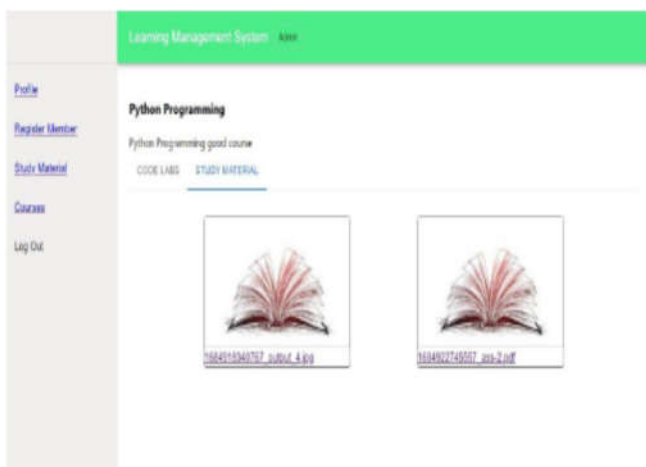 Learning Management System Admin
Profile
Register Member
Study Material
Courses
Log Out
Python Programming
Python Programming good course
CODE LABS STUDY MATERIAL